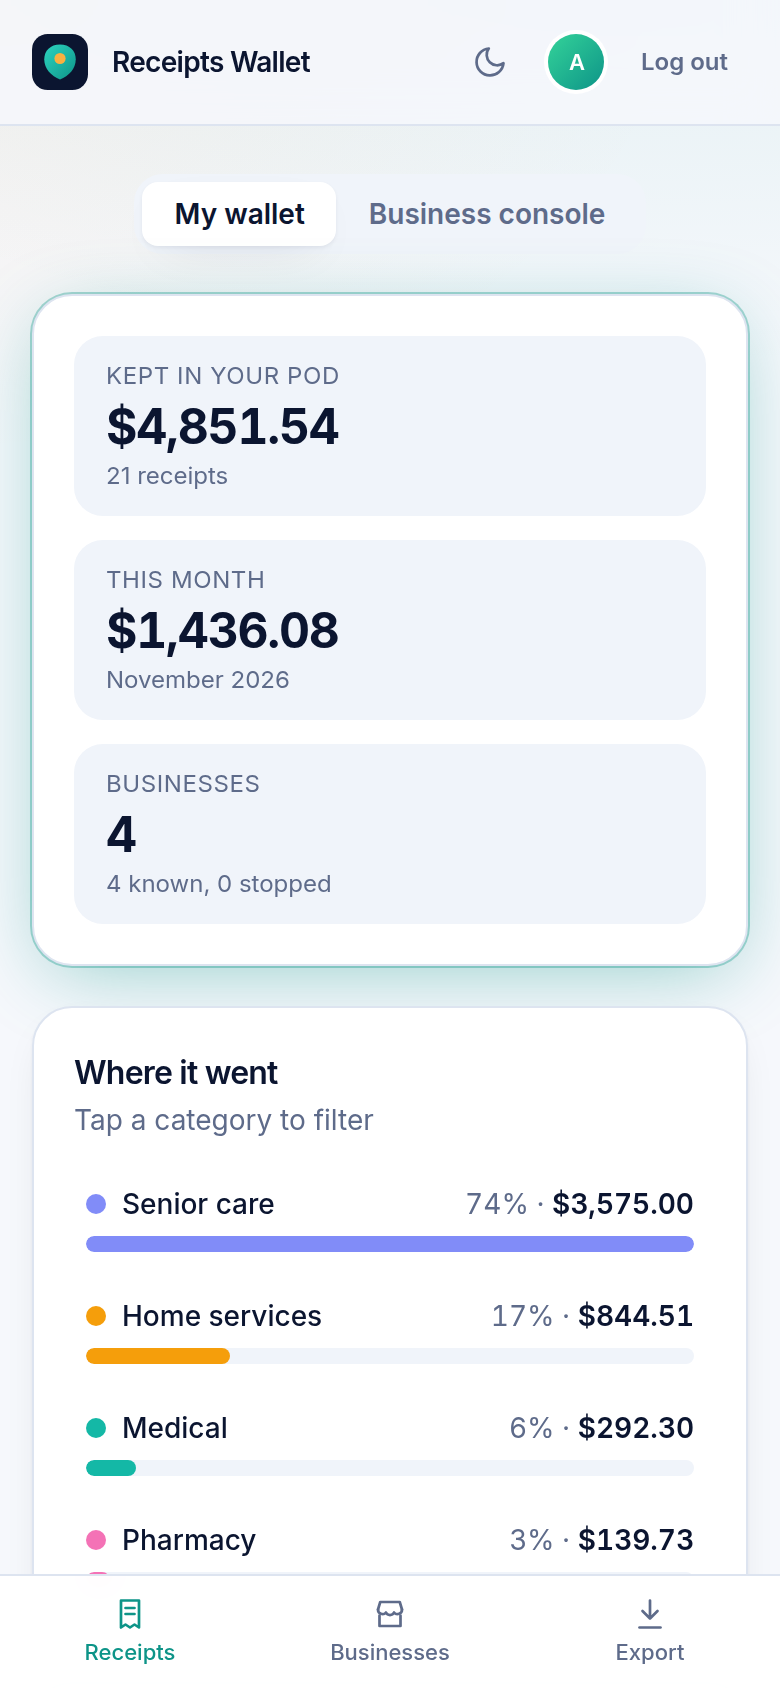 Receipts Wallet
A
Log out
My wallet
Business console
KEPT IN YOUR POD
$4,851.54
21 receipts
THIS MONTH
$1,436.08
November 2026
BUSINESSES
4
4 known, 0 stopped
Where it went
Tap a category to filter
Senior care 74% · $3,575.00
Home services 17% · $844.51
Medical 6% · $292.30
Pharmacy 3% · $139.73
Receipts
Businesses
Export